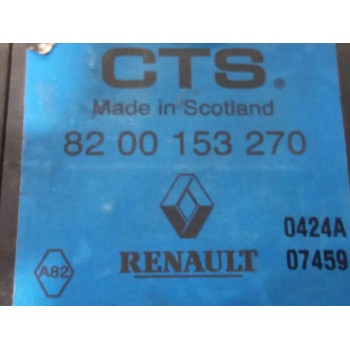 CTS®
Made in Scotland
82 00 153 270
0424A
A82 RENAULT 07459